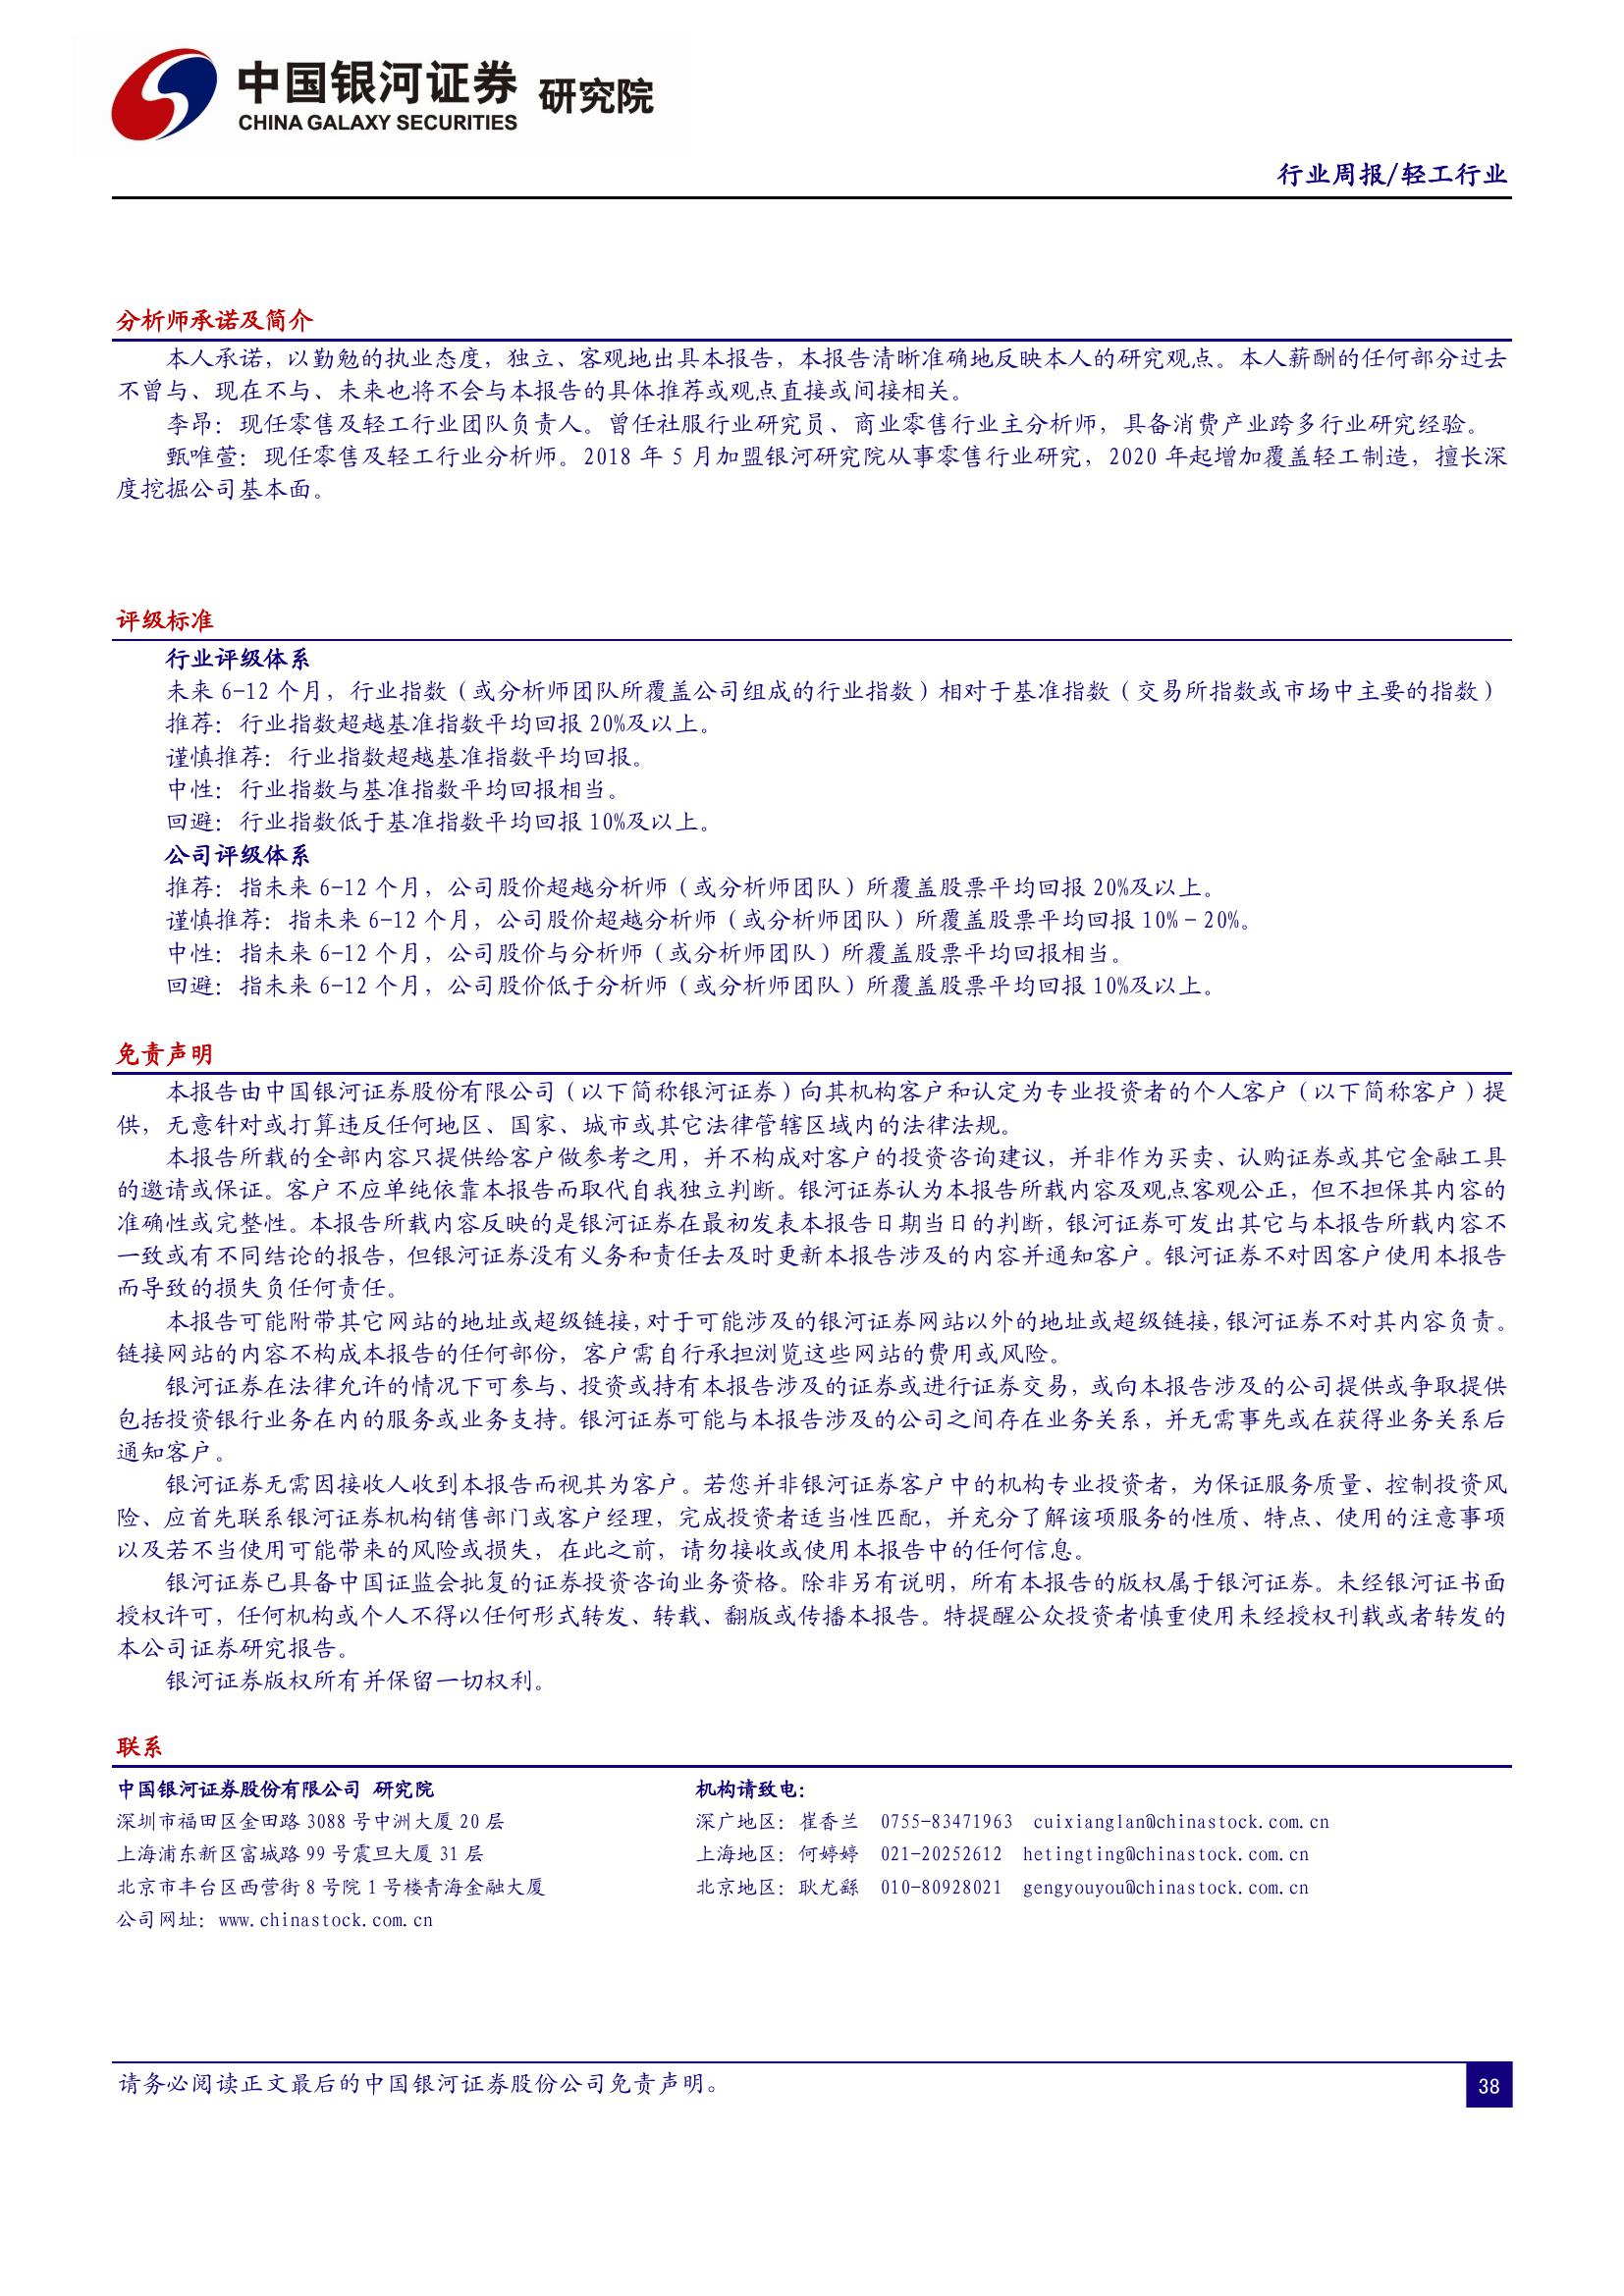 中国银河证券 研究院
CHINA GALAXY SECURITIES
行业周报/轻工行业
分析师承诺及简介
本人承诺，以勤勉的执业态度，独立、客观地出具本报告，本报告清晰准确地反映本人的研究观点。本人薪酬的任何部分过去
不曾与、现在不与、未来也将不会与本报告的具体推荐或观点直接或间接相关。
李昂：现任零售及轻工行业团队负责人。曾任社服行业研究员、商业零售行业主分析师，具备消费产业跨多行业研究经验。
甄唯萱：现任零售及轻工行业分析师。2018 年 5 月加盟银河研究院从事零售行业研究，2020 年起增加覆盖轻工制造，擅长深
度挖掘公司基本面。
评级标准
行业评级体系
未来 6-12 个月，行业指数（或分析师团队所覆盖公司组成的行业指数）相对于基准指数（交易所指数或市场中主要的指数）
推荐：行业指数超越基准指数平均回报 20%及以上。
谨慎推荐：行业指数超越基准指数平均回报。
中性：行业指数与基准指数平均回报相当。
回避：行业指数低于基准指数平均回报 10%及以上。
公司评级体系
推荐：指未来 6-12 个月，公司股价超越分析师（或分析师团队）所覆盖股票平均回报 20%及以上。
谨慎推荐：指未来 6-12 个月，公司股价超越分析师（或分析师团队）所覆盖股票平均回报 10%－20%。
中性：指未来 6-12 个月，公司股价与分析师（或分析师团队）所覆盖股票平均回报相当。
回避：指未来 6-12 个月，公司股价低于分析师（或分析师团队）所覆盖股票平均回报 10%及以上。
免责声明
本报告由中国银河证券股份有限公司（以下简称银河证券）向其机构客户和认定为专业投资者的个人客户（以下简称客户）提
供，无意针对或打算违反任何地区、国家、城市或其它法律管辖区域内的法律法规。
本报告所载的全部内容只提供给客户做参考之用，并不构成对客户的投资咨询建议，并非作为买卖、认购证券或其它金融工具
的邀请或保证。客户不应单纯依靠本报告而取代自我独立判断。银河证券认为本报告所载内容及观点客观公正，但不担保其内容的
准确性或完整性。本报告所载内容反映的是银河证券在最初发表本报告日期当日的判断，银河证券可发出其它与本报告所载内容不
一致或有不同结论的报告，但银河证券没有义务和责任去及时更新本报告涉及的内容并通知客户。银河证券不对因客户使用本报告
而导致的损失负任何责任。
本报告可能附带其它网站的地址或超级链接，对于可能涉及的银河证券网站以外的地址或超级链接，银河证券不对其内容负责。
链接网站的内容不构成本报告的任何部份，客户需自行承担浏览这些网站的费用或风险。
银河证券在法律允许的情况下可参与、投资或持有本报告涉及的证券或进行证券交易，或向本报告涉及的公司提供或争取提供
包括投资银行业务在内的服务或业务支持。银河证券可能与本报告涉及的公司之间存在业务关系，并无需事先或在获得业务关系后
通知客户。
银河证券无需因接收人收到本报告而视其为客户。若您并非银河证券客户中的机构专业投资者，为保证服务质量、控制投资风
险、应首先联系银河证券机构销售部门或客户经理，完成投资者适当性匹配，并充分了解该项服务的性质、特点、使用的注意事项
以及若不当使用可能带来的风险或损失，在此之前，请勿接收或使用本报告中的任何信息。
银河证券已具备中国证监会批复的证券投资咨询业务资格。除非另有说明，所有本报告的版权属于银河证券。未经银河证书面
授权许可，任何机构或个人不得以任何形式转发、转载、翻版或传播本报告。特提醒公众投资者慎重使用未经授权刊载或者转发的
本公司证券研究报告。
银河证券版权所有并保留一切权利。
联系
中国银河证券股份有限公司 研究院 机构请致电：
深圳市福田区金田路 3088 号中洲大厦 20 层 深广地区：崔香兰 0755-83471963 cuixianglan@chinastock.com.cn
上海浦东新区富城路 99 号震旦大厦 31 层 上海地区：何婷婷 021-20252612 hetingting@chinastock.com.cn
北京市丰台区西营街 8 号院 1 号楼青海金融大厦 北京地区：耿尤繇 010-80928021 gengyouyou@chinastock.com.cn
公司网址：www.chinastock.com.cn
请务必阅读正文最后的中国银河证券股份公司免责声明。
38